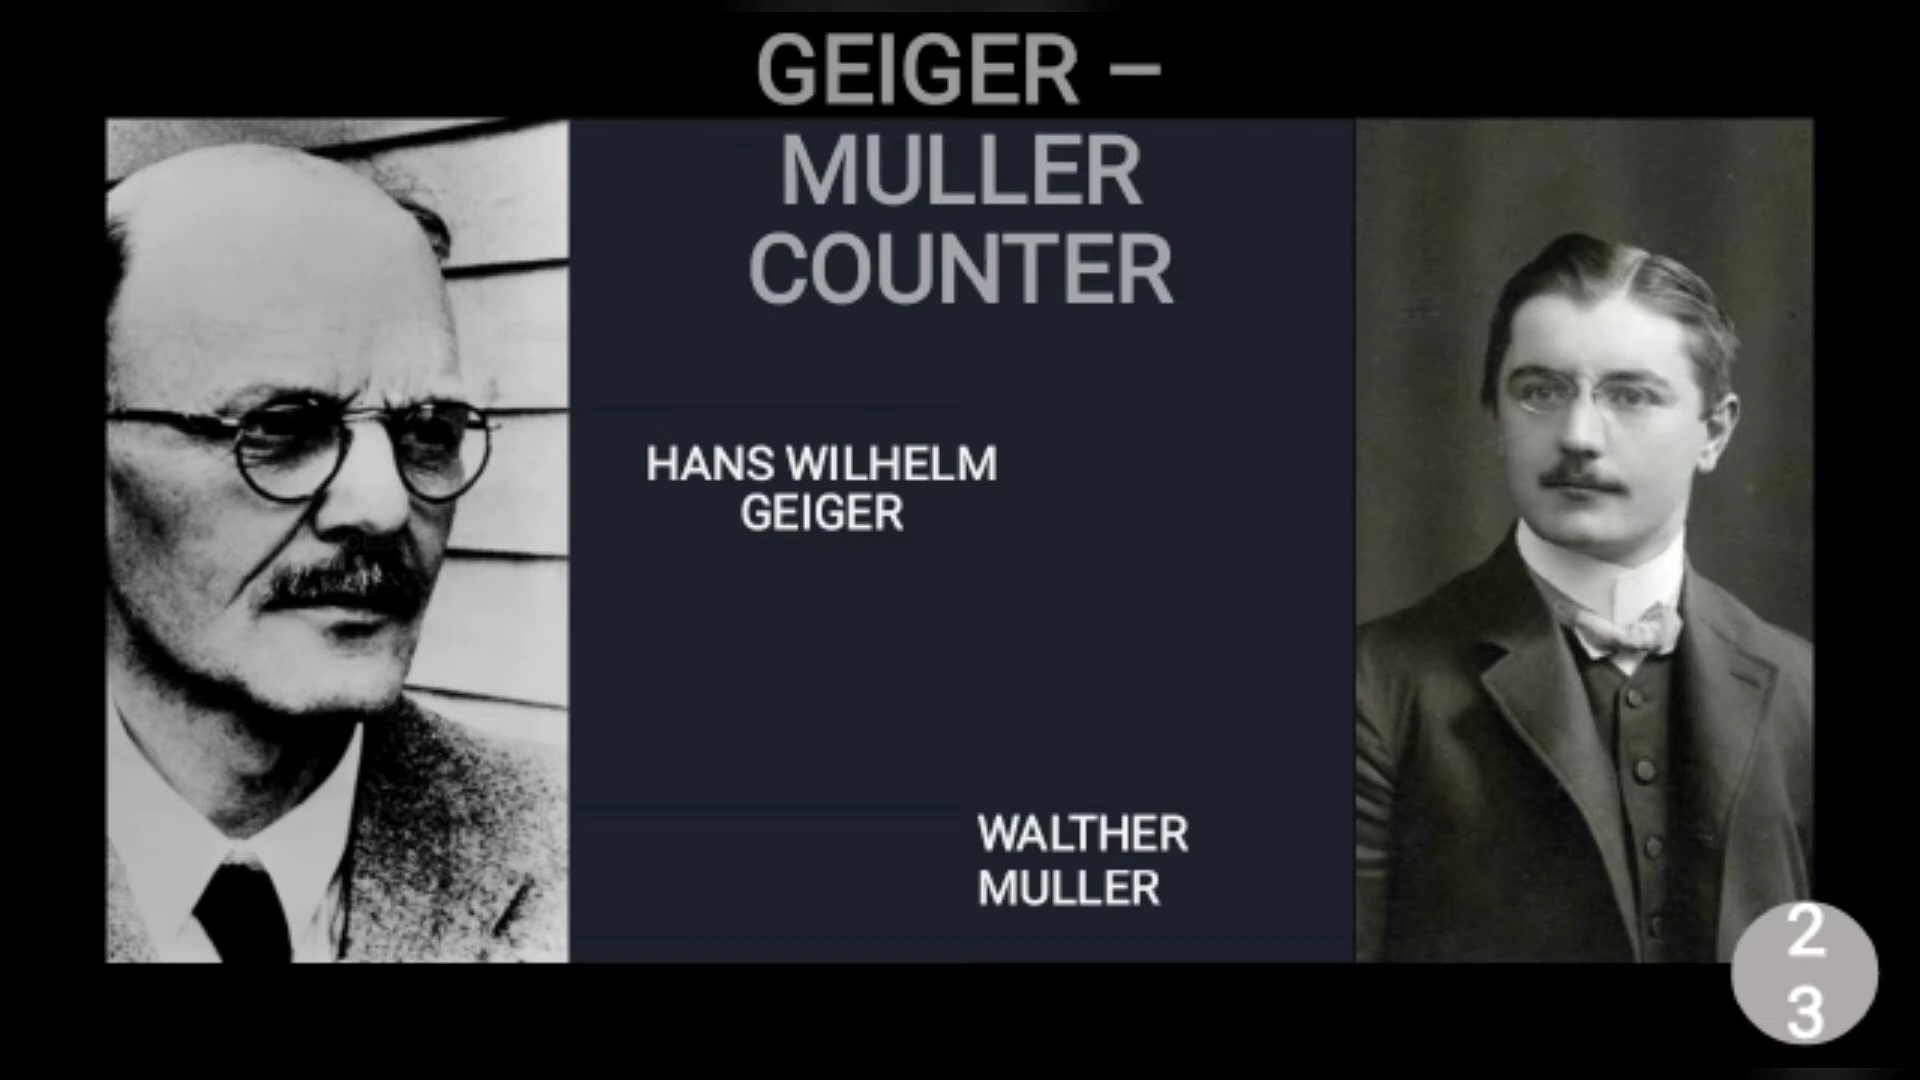 GEIGER –
MULLER
COUNTER
HANS WILHELM
GEIGER
WALTHER
MULLER
2
3